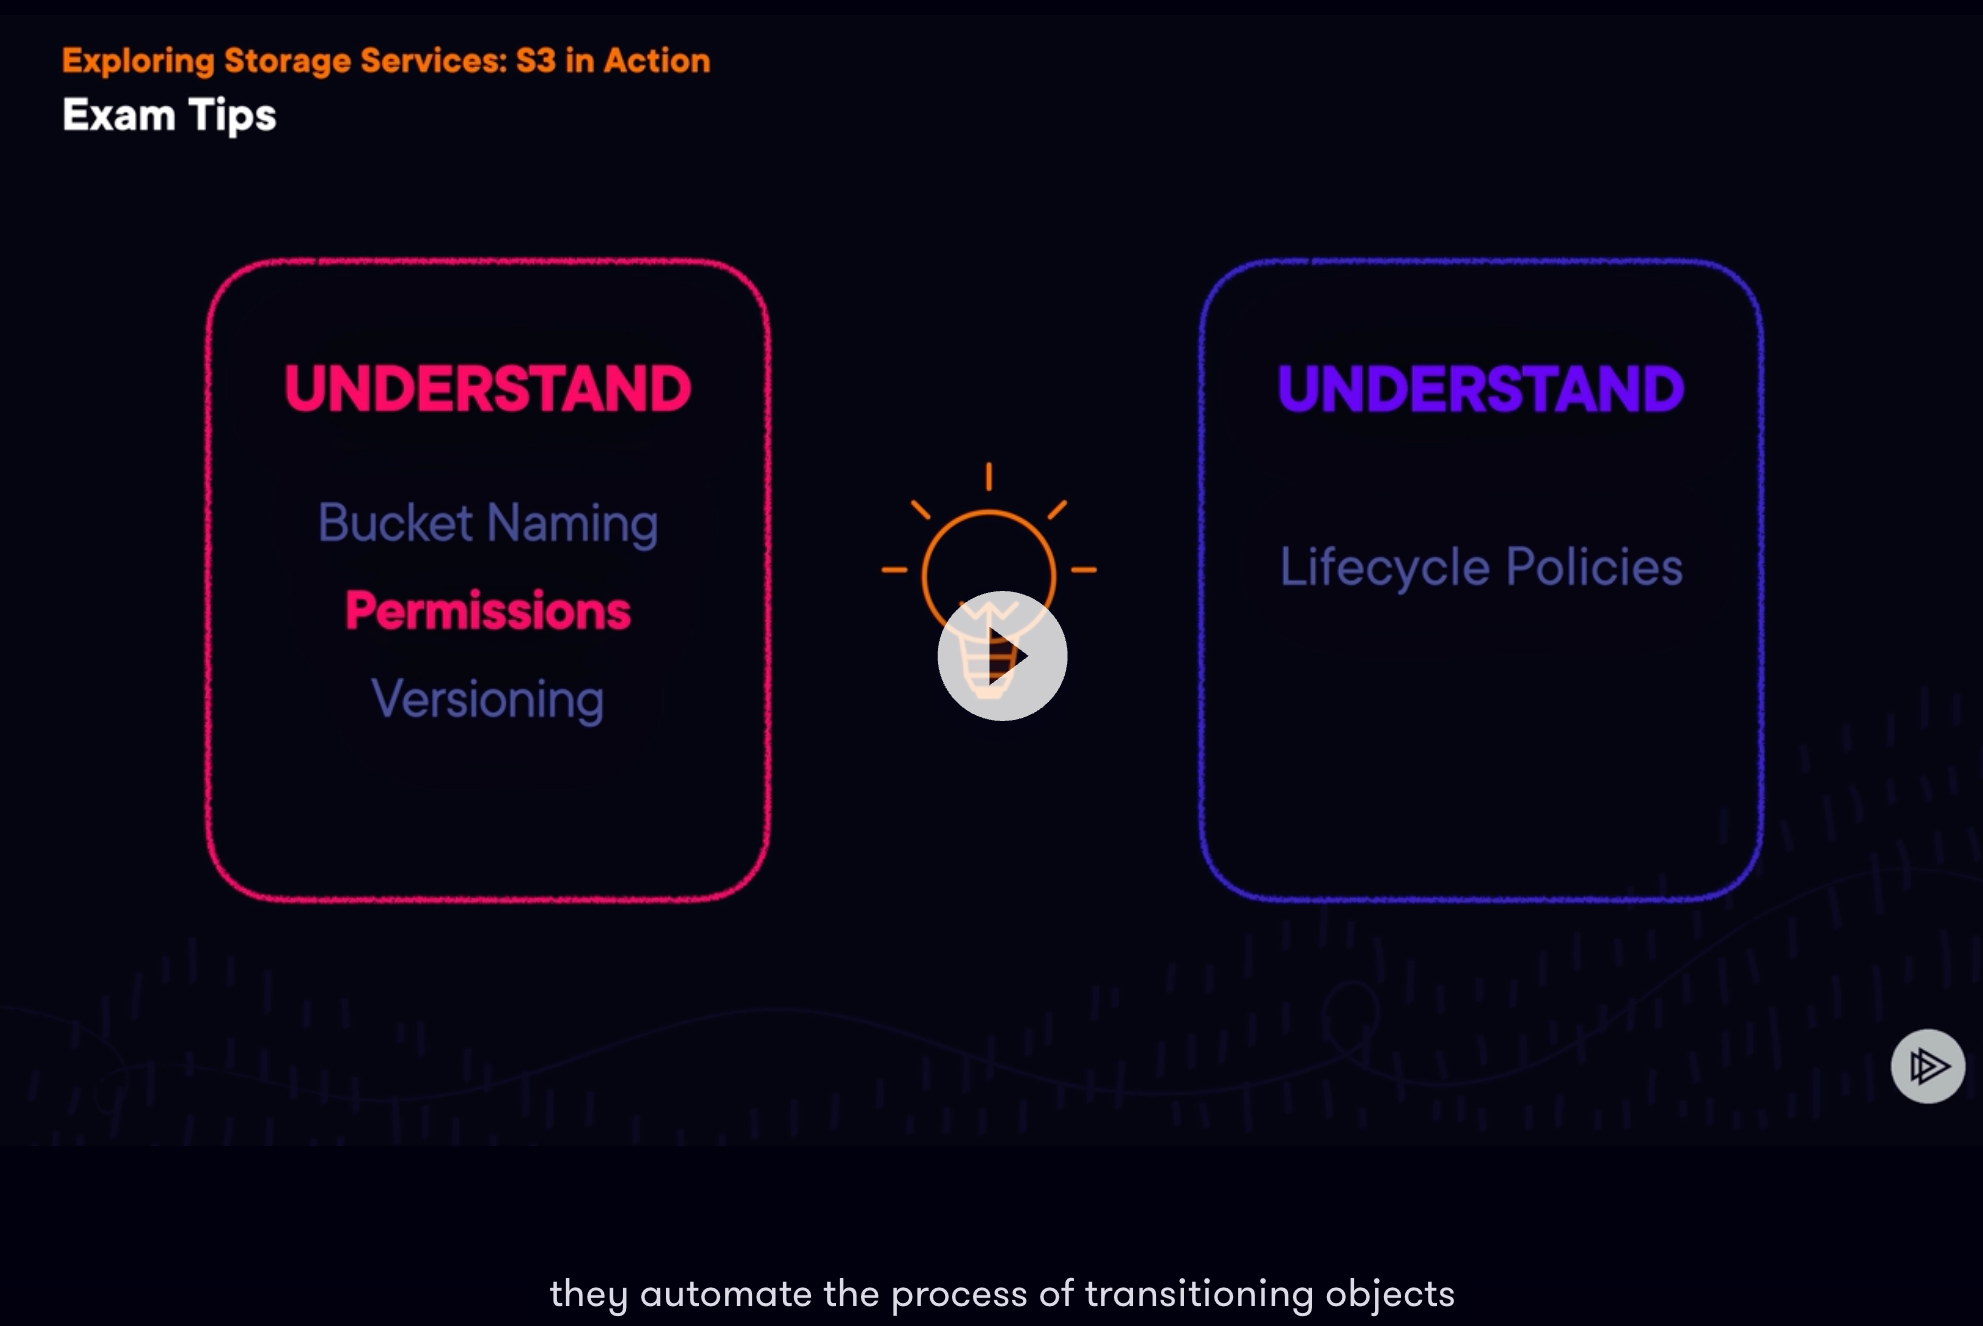 Exploring Storage Services: S3 in Action
Exam Tips
UNDERSTAND
Bucket Naming
Permissions
Versioning
UNDERSTAND
Lifecycle Policies
they automate the process of transitioning objects